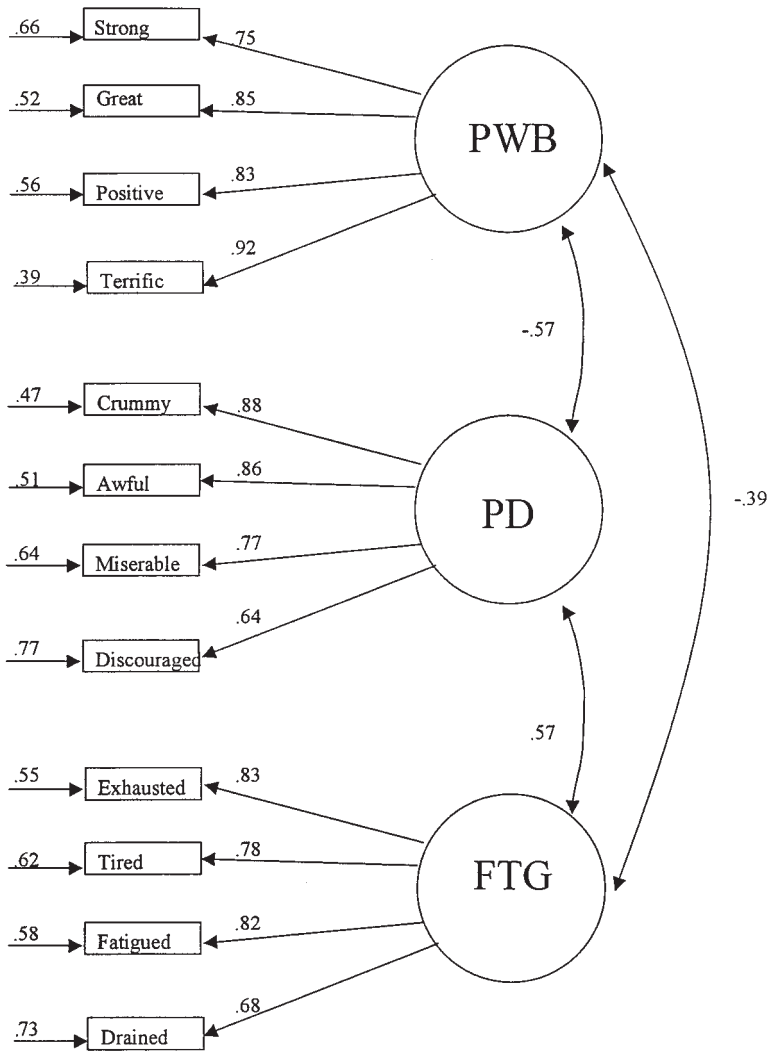 .66 Strong .75
.52 Great .85
PWB
.56 Positive .83
.39 Terrific .92
-.57
.47 Crummy .88
.51 Awful .86
PD
-.39
.64 Miserable .77
.77 Discouraged .64
.57
.55 Exhausted .83
.62 Tired .78
FTG
.58 Fatigued .82
.73 Drained .68